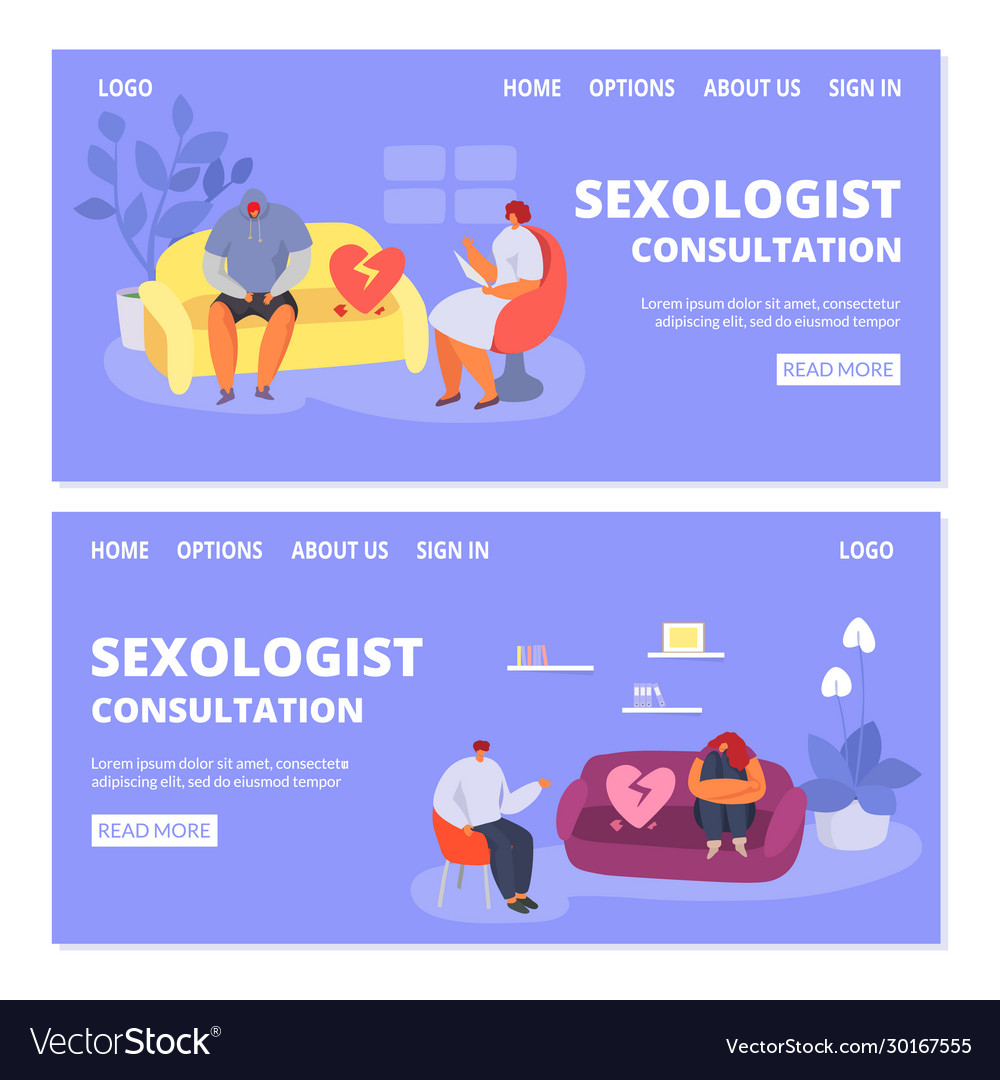 LOGO
HOME OPTIONS ABOUT US SIGN IN
SEXOLOGIST
CONSULTATION
Lorem ipsum dolor sit amet, consectetur
adipiscing elit, sed do eiusmod tempor
READ MORE
HOME OPTIONS ABOUT US SIGN IN
LOGO
SEXOLOGIST
CONSULTATION
Lorem ipsum dolor sit amet, consectetu
adipiscing elit, sed do eiusmod tempor
READ MORE
VectorStock®
VectorStock.com/30167555